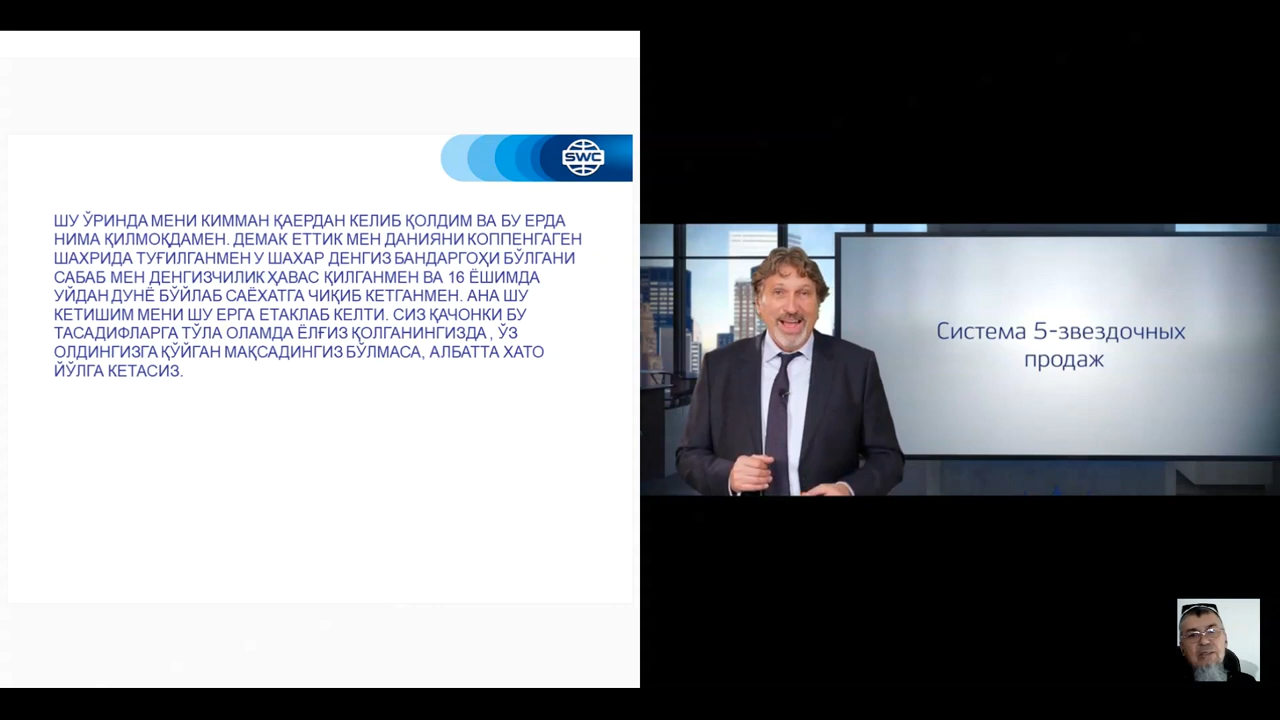 SWC
ШУ ЎРИНДА МЕНИ КИММАН ҚАЕРДАН КЕЛИБ ҚОЛДИМ ВА БУ ЕРДА
НИМА ҚИЛМОҚДАМЕН. ДЕМАК ЕТТИК МЕН ДАНИЯНИ КОППЕНГАГЕН
ШАХРИДА ТУҒИЛГАНМЕН У ШАХАР ДЕНГИЗ БАНДАРГОҲИ БЎЛГАНИ
САБАБ МЕН ДЕНГИЗЧИЛИК ҲАВАС ҚИЛГАНМЕН ВА 16 ЁШИМДА
УЙДАН ДУНЁ БЎЙЛАБ САЁХАТГА ЧИҚИБ КЕТГАНМЕН. АНА ШУ
КЕТИШИМ МЕНИ ШУ ЕРГА ЕТАКЛАБ КЕЛТИ. СИЗ ҚАЧОНКИ БУ
ТАСАДИФЛАРГА ТЎЛА ОЛАМДА ЁЛҒИЗ ҚОЛГАНИНГИЗДА , ЎЗ
ОЛДИНГИЗГА ҚЎЙГАН МАҚСАДИНГИЗ БЎЛМАСА, АЛБАТТА ХАТО
ЙЎЛГА КЕТАСИЗ.
Система 5-звездочных
продаж